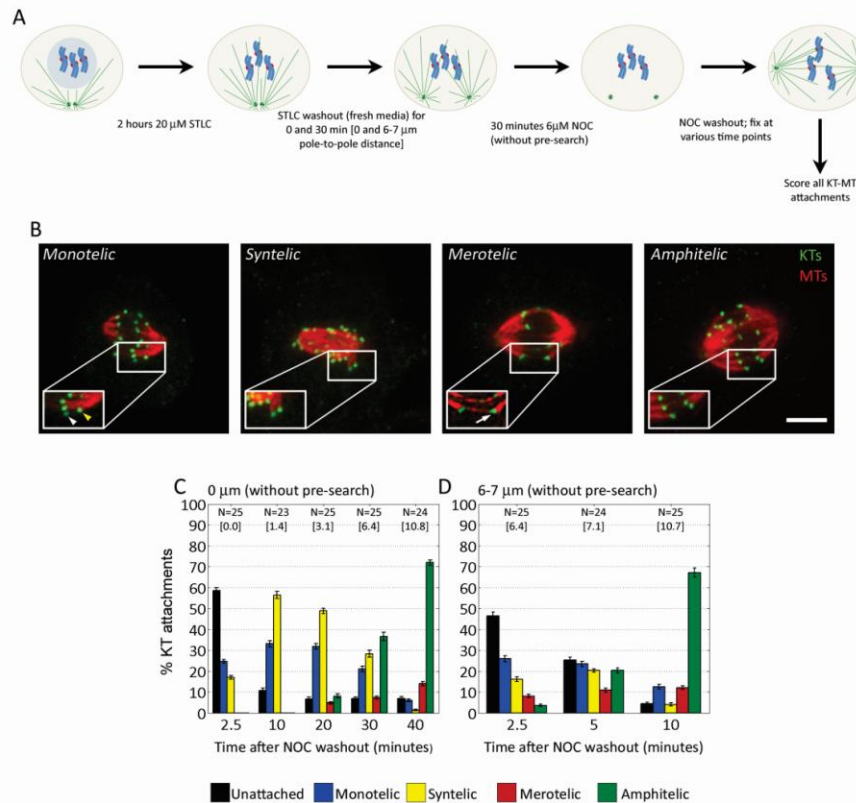 A
2 hours 20 µM STLC
STLC washout (fresh media) for
0 and 30 min [0 and 6-7 µm
pole-to-pole distance]
30 minutes 6µM NOC
(without pre-search)
NOC washout; fix at
various time points
Score all KT-MT
attachments
B
Monotelic
Syntelic
Merotelic
Amphitelic
KTs
MTs
C
0 µm (without pre-search)
N=25
N=23
N=25
N=25
N=24
[0.0]
[1.4]
[3.1]
[6.4]
[10.8]
100
90
80
70
60
50
40
30
20
10
0
% KT attachments
2.5
10
20
30
40
Time after NOC washout (minutes)
D
6-7 µm (without pre-search)
N=25
N=24
N=25
[6.4]
[7.1]
[10.7]
100
90
80
70
60
50
40
30
20
10
0
2.5
5
10
Time after NOC washout (minutes)
Unattached
Monotelic
Syntelic
Merotelic
Amphitelic